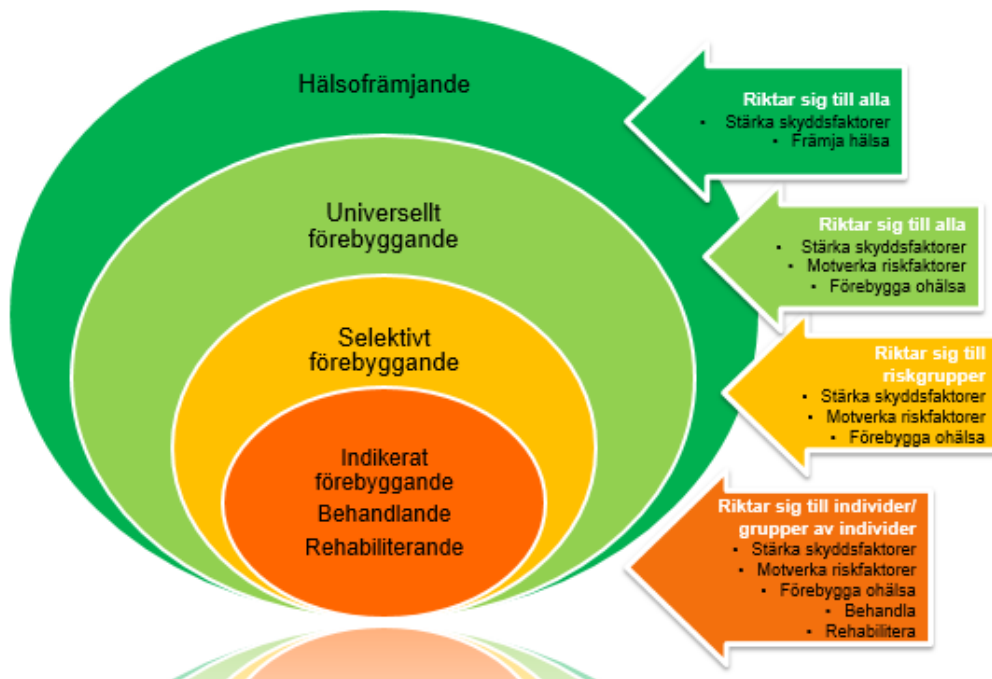 Hälsofrämjande
Riktar sig till alla
• Stärka skyddsfaktorer
• Främja hälsa
Universellt
förebyggande
Riktar sig till alla
• Stärka skyddsfaktorer
• Motverka riskfaktorer
• Förebygga ohälsa
Selektivt
förebyggande
Riktar sig till
riskgrupper
• Stärka skyddsfaktorer
• Motverka riskfaktorer
• Förebygga ohälsa
Indikerat
förebyggande
Behandlande
Rehabiliterande
Riktar sig till individer/
grupper av individer
• Stärka skyddsfaktorer
• Motverka riskfaktorer
• Förebygga ohälsa
• Behandla
• Rehabilitera